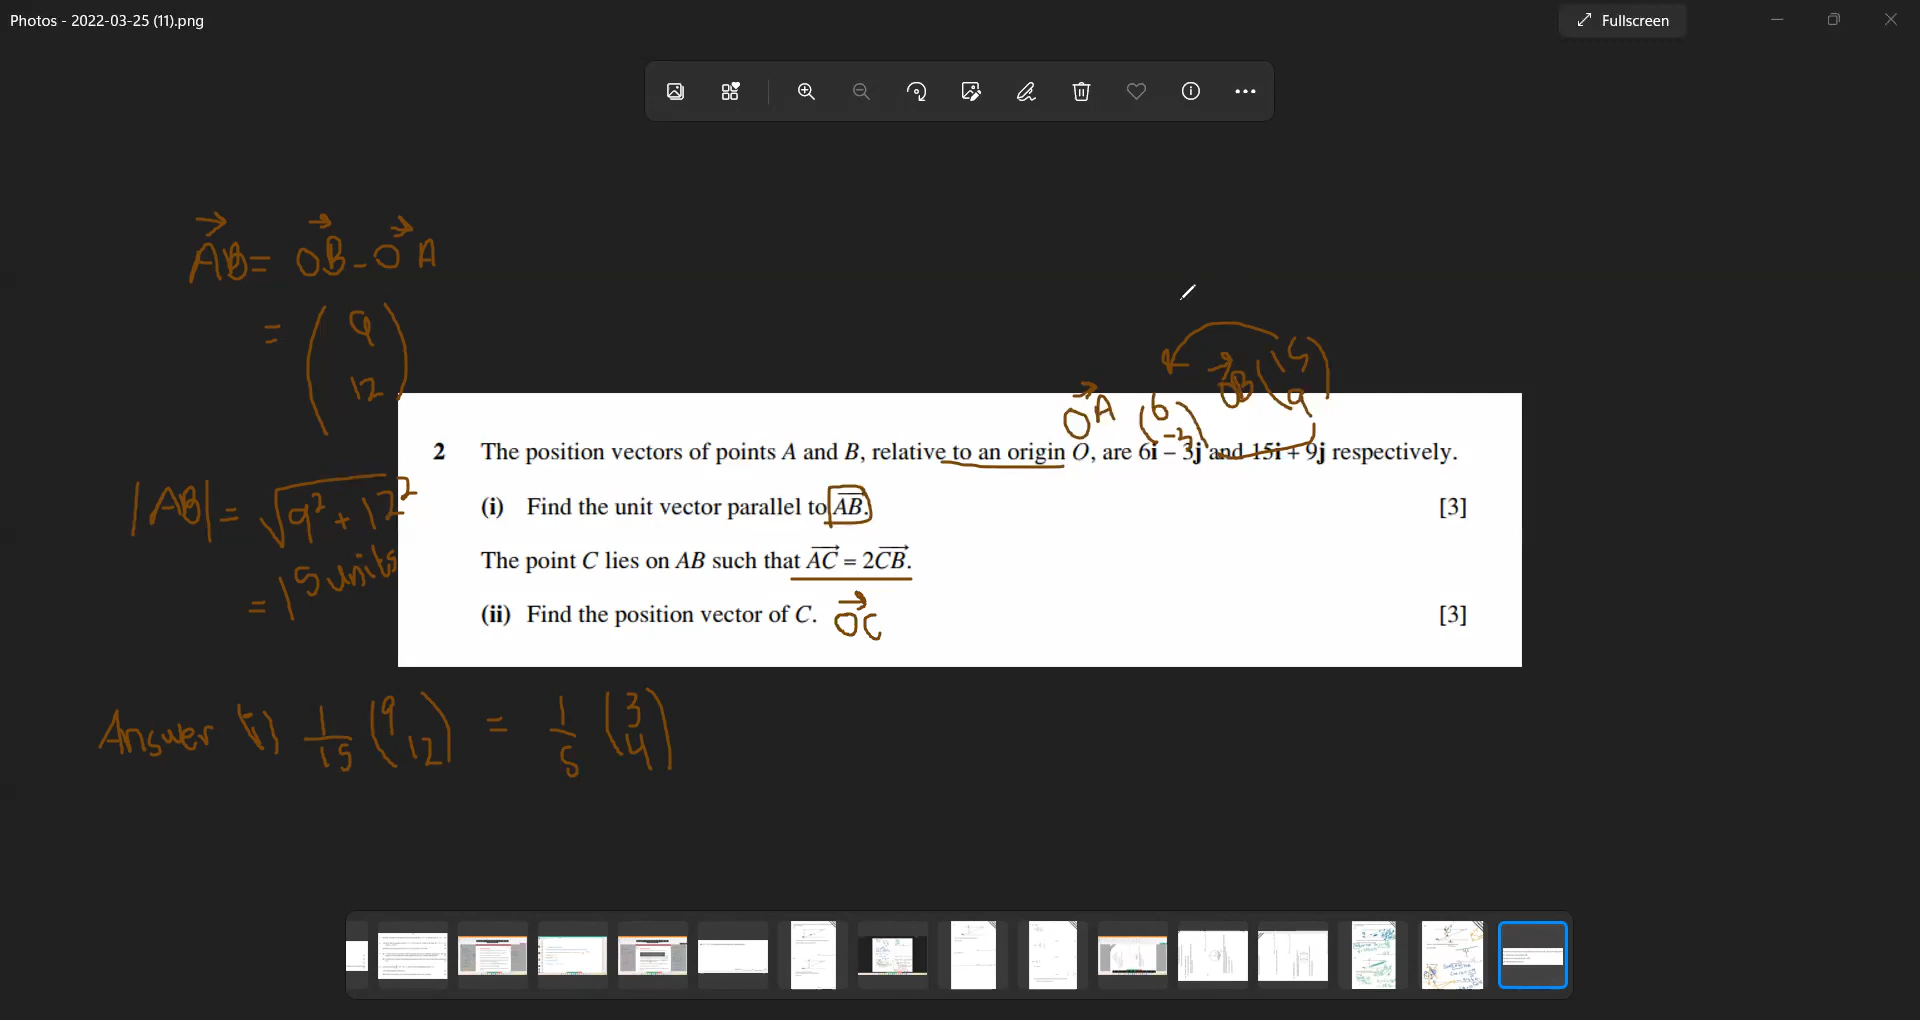 Photos - 2022-03-25 (11).png
Fullscreen
AB = OB - OA
= ( 9 12 )
|AB| = √9² + 12²
= 15 units
OA ( 6 -3 ) OB ( 15 9 )
2 The position vectors of points A and B, relative to an origin O, are 6i – 3j and 15i + 9j respectively.
(i) Find the unit vector parallel to AB. [3]
The point C lies on AB such that AC = 2CB.
(ii) Find the position vector of C. OC [3]
Answer (i) 1/15 ( 9 12 ) = 1/5 ( 3 4 )